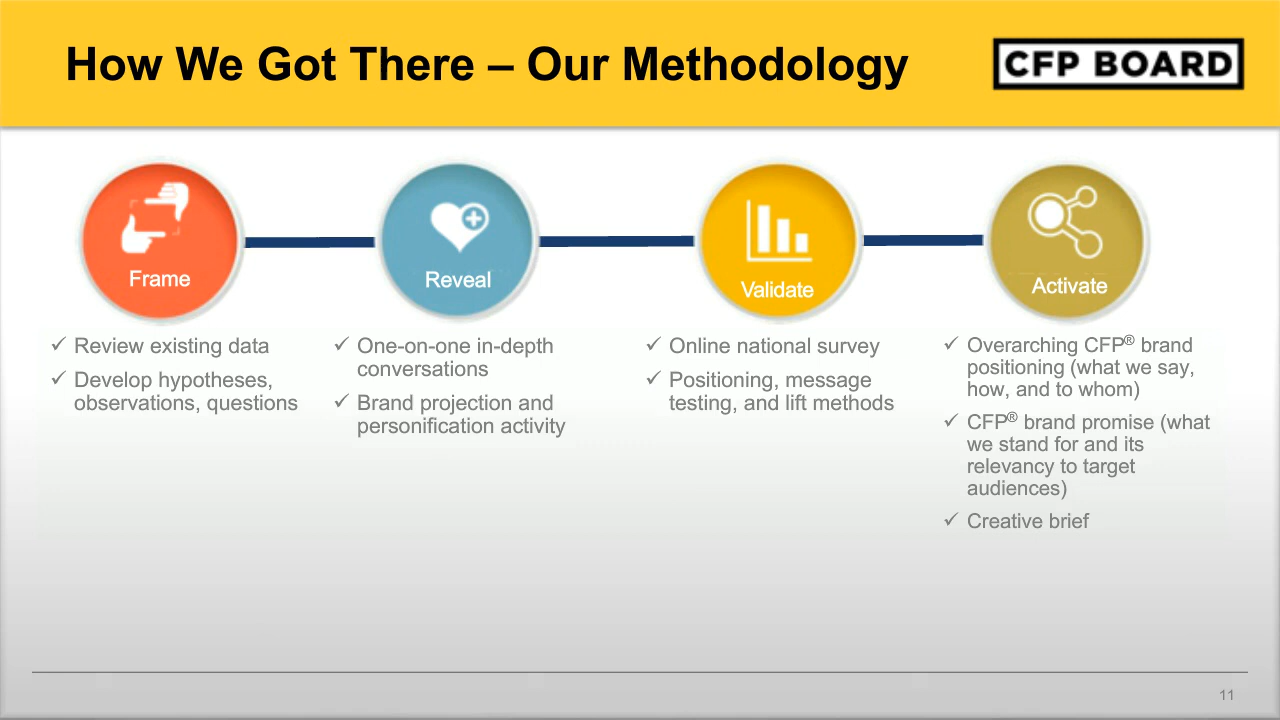 How We Got There – Our Methodology
CFP BOARD
Frame
Reveal
Validate
Activate
✓ Review existing data
✓ Develop hypotheses,
observations, questions
✓ One-on-one in-depth
conversations
✓ Brand projection and
personification activity
✓ Online national survey
✓ Positioning, message
testing, and lift methods
✓ Overarching CFP® brand
positioning (what we say,
how, and to whom)
✓ CFP® brand promise (what
we stand for and its
relevancy to target
audiences)
✓ Creative brief
11